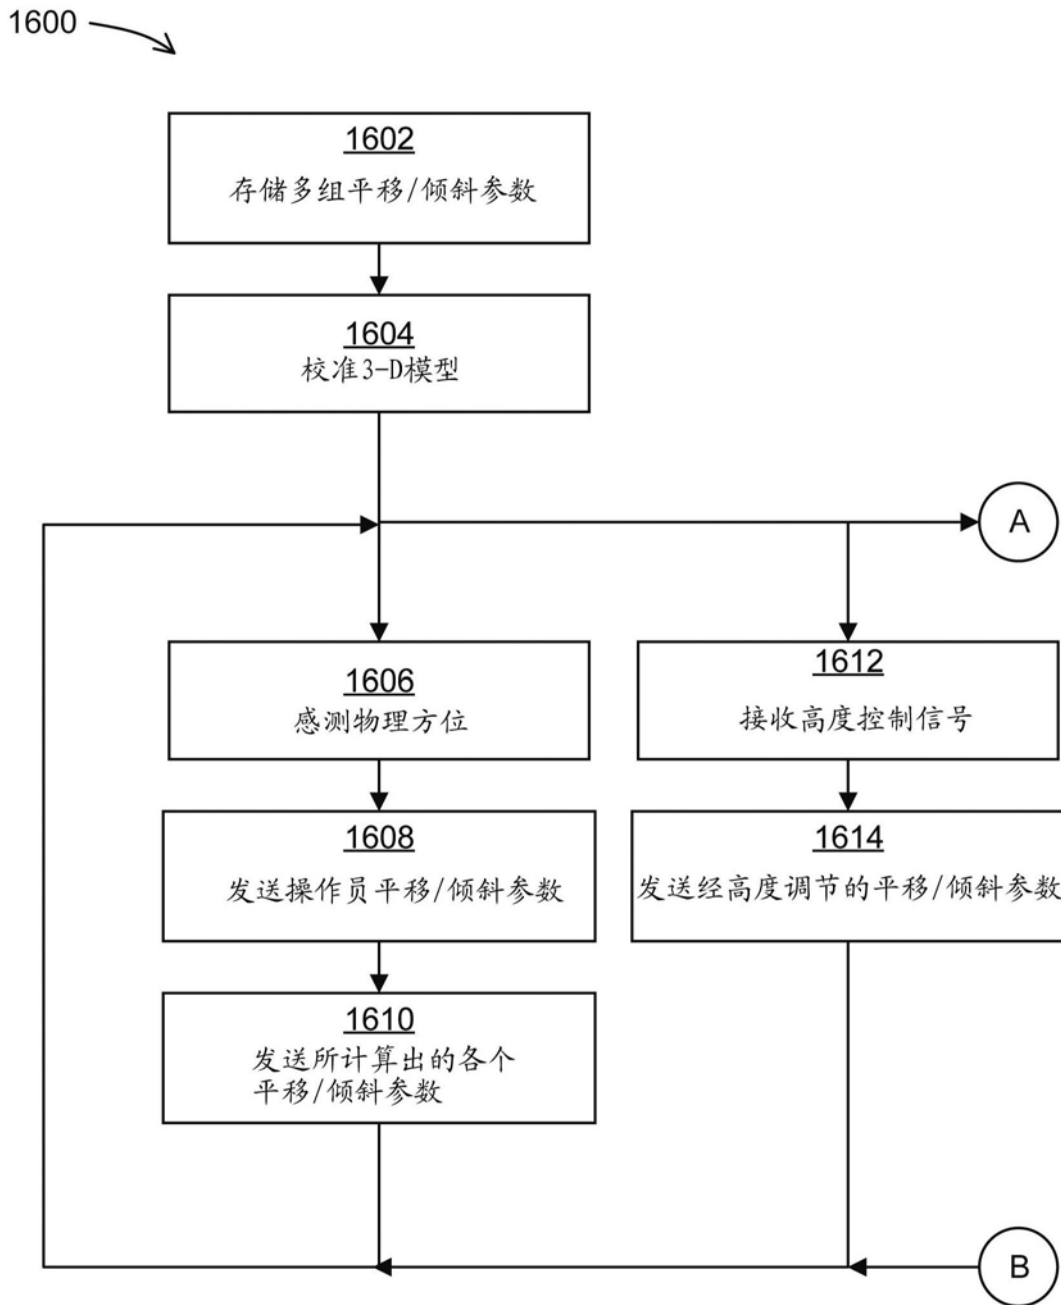 1600
1602
存储多组平移/倾斜参数
1604
校准3-D模型
A
1606
感测物理方位
1612
接收高度控制信号
1608
发送操作员平移/倾斜参数
1614
发送经高度调节的平移/倾斜参数
1610
发送所计算出的各个
平移/倾斜参数
B